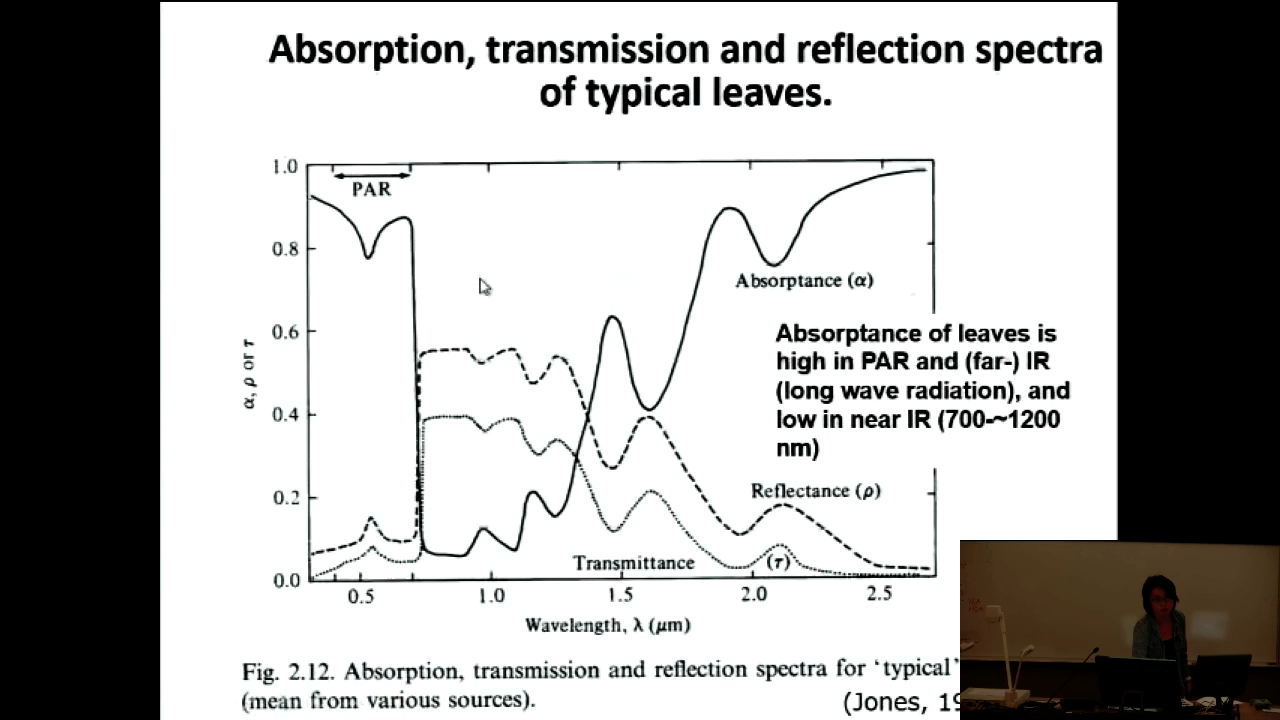 Absorption, transmission and reflection spectra
of typical leaves.
1.0
PAR
0.8
Absorptance (α)
0.6
Absorptance of leaves is
high in PAR and (far-) IR
(long wave radiation), and
low in near IR (700-~1200
nm)
α, ρ or τ
0.4
0.2
Reflectance (ρ)
Transmittance (τ)
0.0
0.5 1.0 1.5 2.0 2.5
Wavelength, λ (μm)
Fig. 2.12. Absorption, transmission and reflection spectra for ‘typical’
(mean from various sources).
(Jones, 19